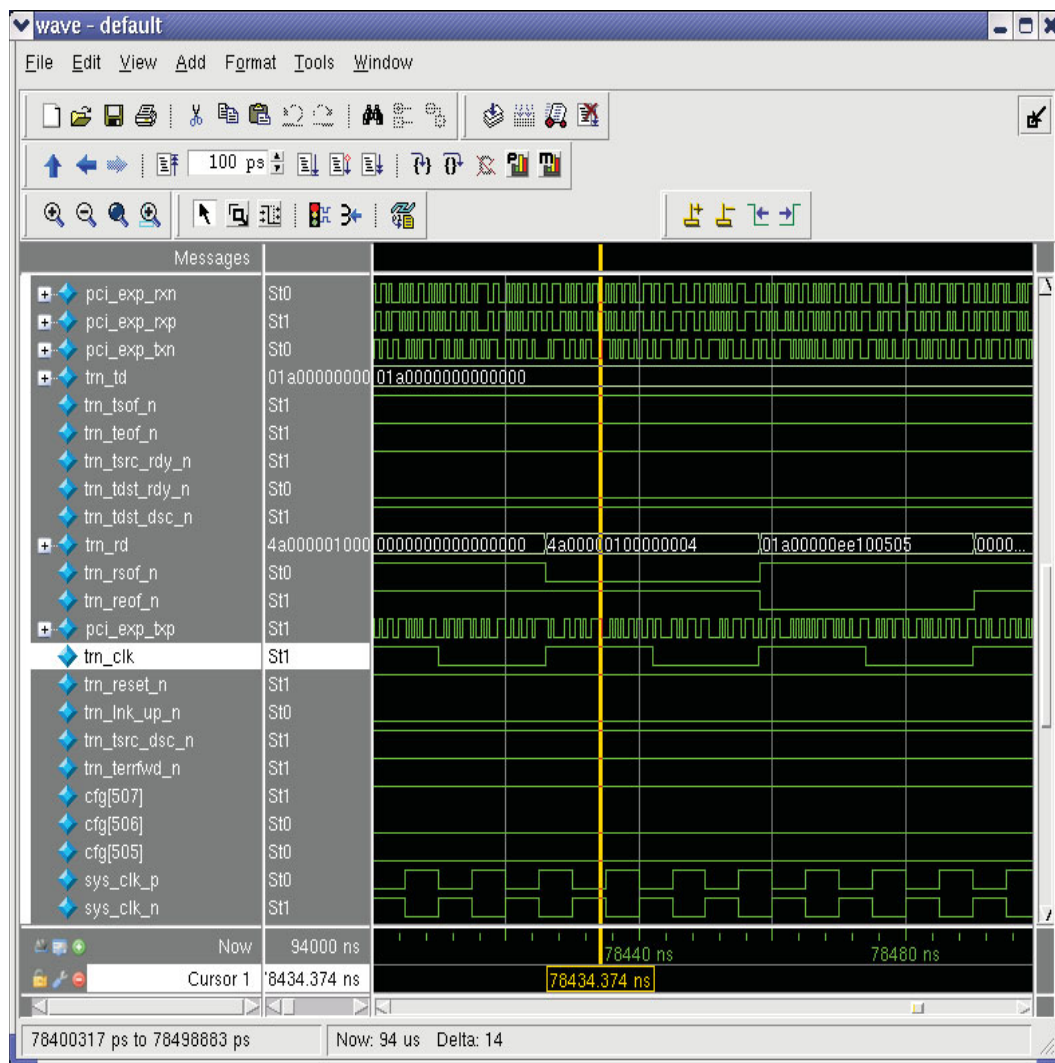 wave - default
File Edit View Add Format Tools Window
100 ps
Messages
pci_exp_rxn St0
pci_exp_rxp St1
pci_exp_txn St0
trn_td 01a00000000 01a0000000000000
trn_tsof_n St1
trn_teof_n St1
trn_tsrc_rdy_n St1
trn_tdst_rdy_n St0
trn_tdst_dsc_n St1
trn_rd 4a000001000 0000000000000000 4a00000100000004 01a00000ee100505 0000...
trn_rsof_n St0
trn_reof_n St1
pci_exp_txp St1
trn_clk St1
trn_reset_n St1
trn_lnk_up_n St0
trn_tsrc_dsc_n St1
trn_terrfwd_n St1
cfg[507] St1
cfg[506] St0
cfg[505] St0
sys_clk_p St0
sys_clk_n St1
Now 94000 ns 78440 ns 78480 ns
Cursor 1 '8434.374 ns 78434.374 ns
78400317 ps to 78498883 ps Now: 94 us Delta: 14